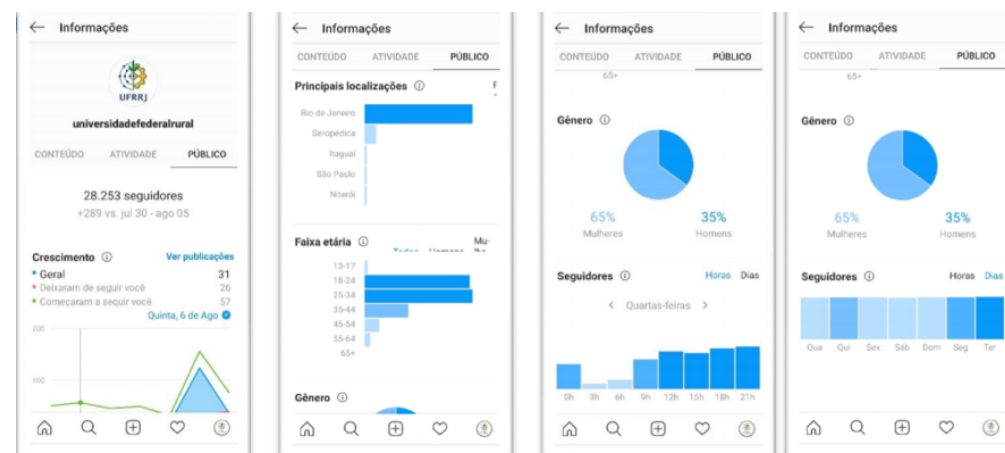 ← Informações
UFRRJ
universidadefederalrural
CONTEÚDO ATIVIDADE PÚBLICO
28.253 seguidores
+289 vs. jul 30 - ago 05
Crescimento Ver publicações
Geral 31
Deixaram de seguir você 26
Começaram a seguir você 57
Quinta, 6 de Ago
200
100
← Informações
CONTEÚDO ATIVIDADE PÚBLICO
Principais localizações
Rio de Janeiro
Seropédica
Itaguaí
São Paulo
Niterói
Faixa etária Todos Homens Mu-
13-17
18-24
25-34
35-44
45-54
55-64
65+
Gênero
← Informações
CONTEÚDO ATIVIDADE PÚBLICO
65+
Gênero
65% 35%
Mulheres Homens
Seguidores Horas Dias
< Quartas-feiras >
0h 3h 6h 9h 12h 15h 18h 21h
← Informações
CONTEÚDO ATIVIDADE PÚBLICO
65+
Gênero
65% 35%
Mulheres Homens
Seguidores Horas Dias
Qua Qui Sex Sáb Dom Seg Ter